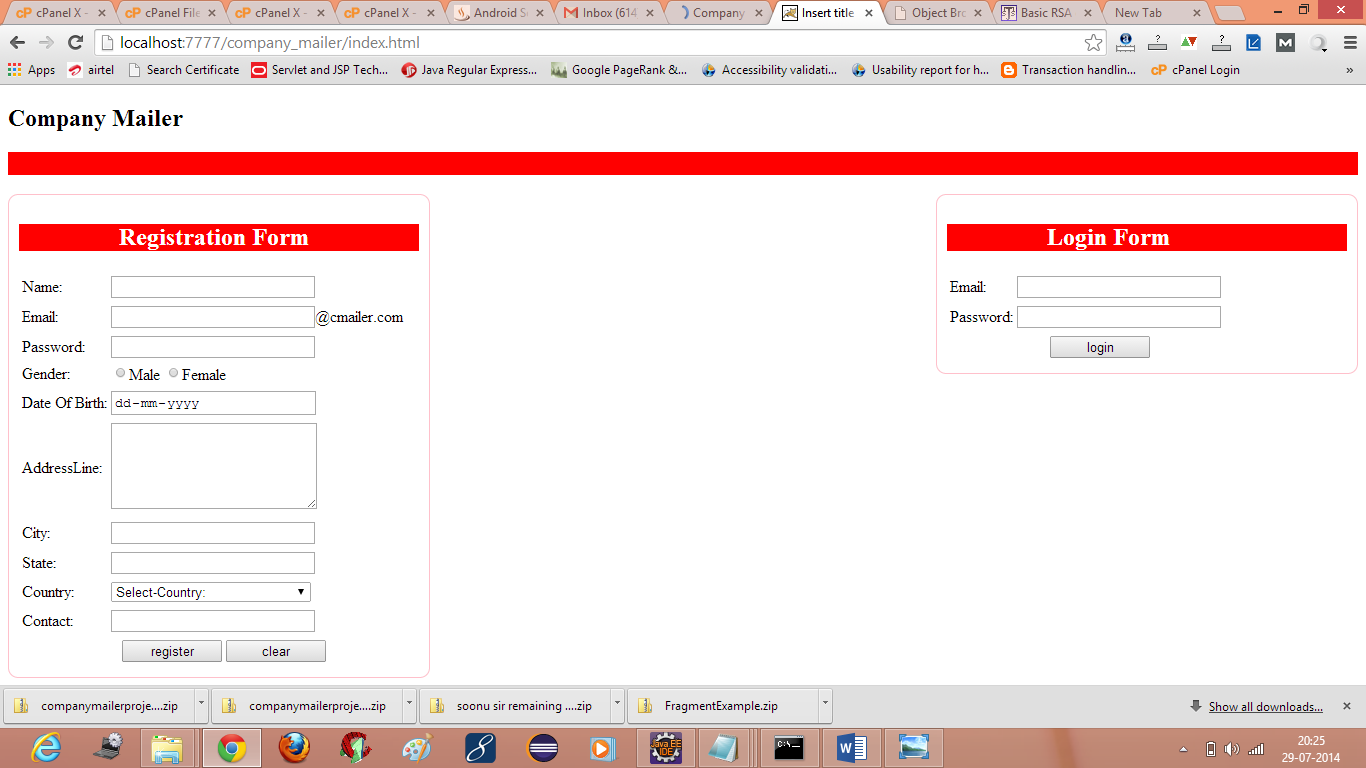 cPanel X - cPanel File cPanel X - cPanel X - Android S Inbox (614 Company Insert title Object Bro Basic RSA New Tab
localhost:7777/company_mailer/index.html
Apps airtel Search Certificate Servlet and JSP Tech... Java Regular Express... Google PageRank &... Accessibility validati... Usability report for h... Transaction handlin... cPanel Login »
Company Mailer
Registration Form
Name:
Email: @cmailer.com
Password:
Gender: Male Female
Date Of Birth: dd-mm-yyyy
AddressLine:
City:
State:
Country: Select-Country:
Contact:
register clear
Login Form
Email:
Password:
login
companymailerproje....zip companymailerproje....zip soonu sir remaining ....zip FragmentExample.zip Show all downloads...
Java EE
IDE
C:\
20:25
29-07-2014